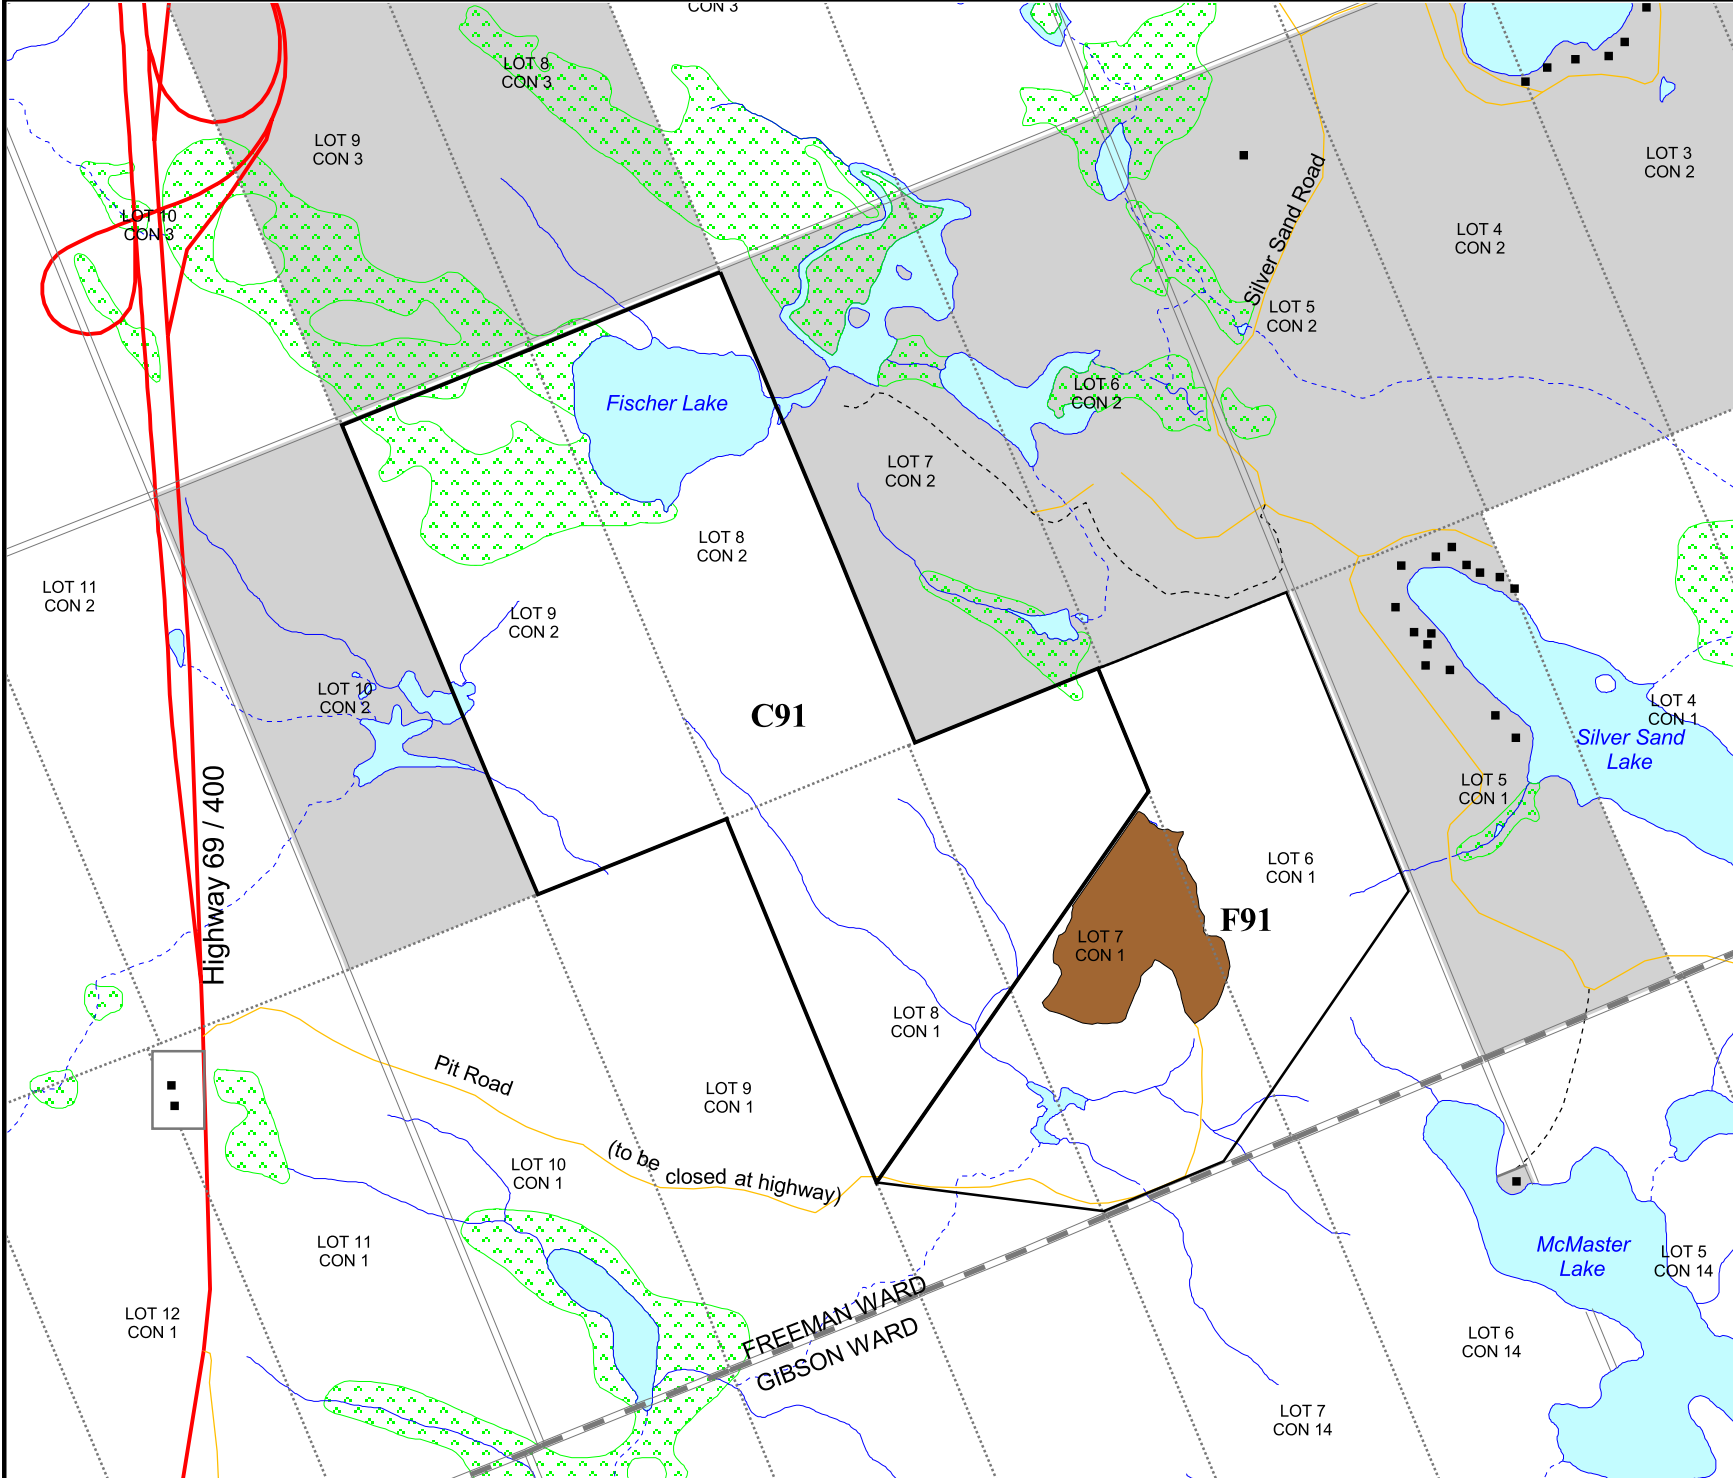 CON 3
LOT 8
CON 3
LOT 9
CON 3
LOT 3
CON 2
LOT 10
CON 3
Silver Sand Road
LOT 4
CON 2
LOT 5
CON 2
Fischer Lake
LOT 6
CON 2
LOT 7
CON 2
LOT 8
CON 2
LOT 11
CON 2
LOT 9
CON 2
LOT 10
CON 2
C91
LOT 4
CON 1
Silver Sand
Lake
LOT 5
CON 1
Highway 69 / 400
LOT 6
CON 1
F91
LOT 7
CON 1
LOT 8
CON 1
Pit Road
LOT 9
CON 1
(to be closed at highway)
LOT 10
CON 1
LOT 11
CON 1
McMaster
Lake
LOT 5
CON 14
LOT 12
CON 1
FREEMAN WARD
GIBSON WARD
LOT 6
CON 14
LOT 7
CON 14